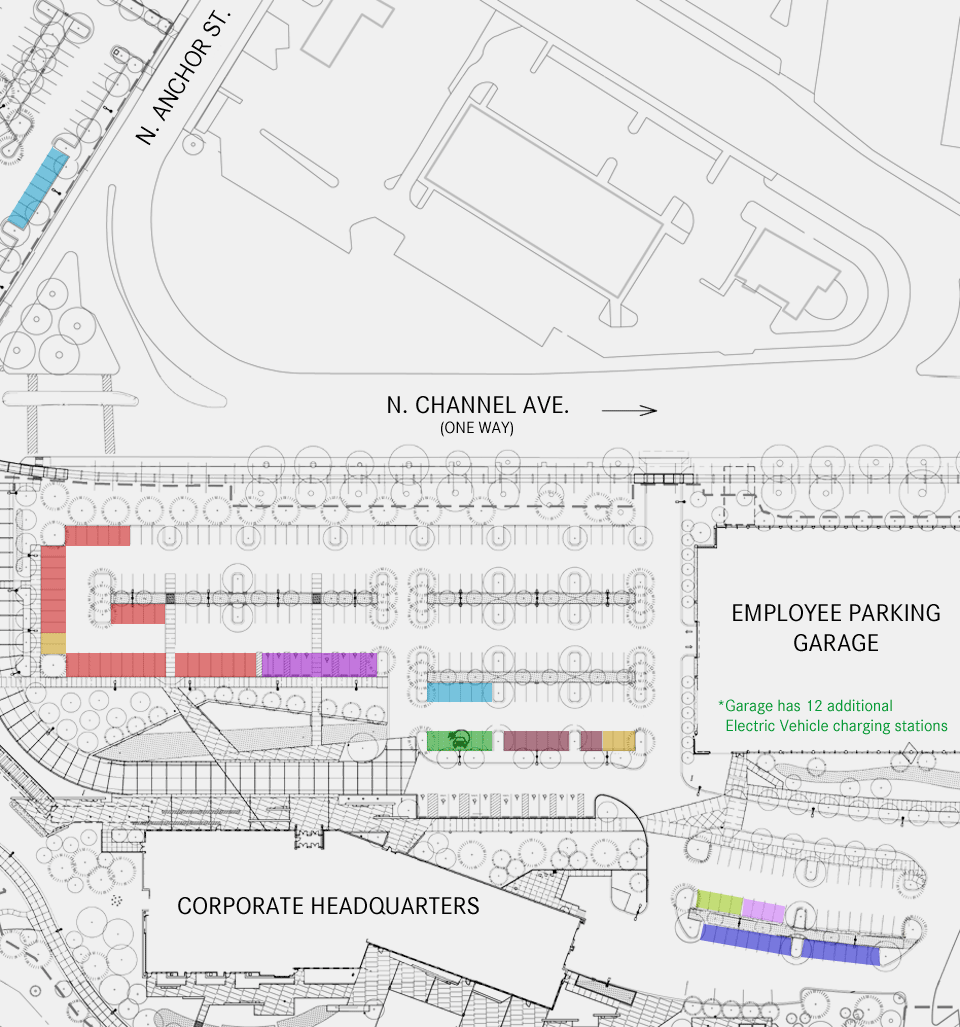 N. ANCHOR ST.
N. CHANNEL AVE.
(ONE WAY)
EMPLOYEE PARKING
GARAGE
*Garage has 12 additional
Electric Vehicle charging stations
CORPORATE HEADQUARTERS